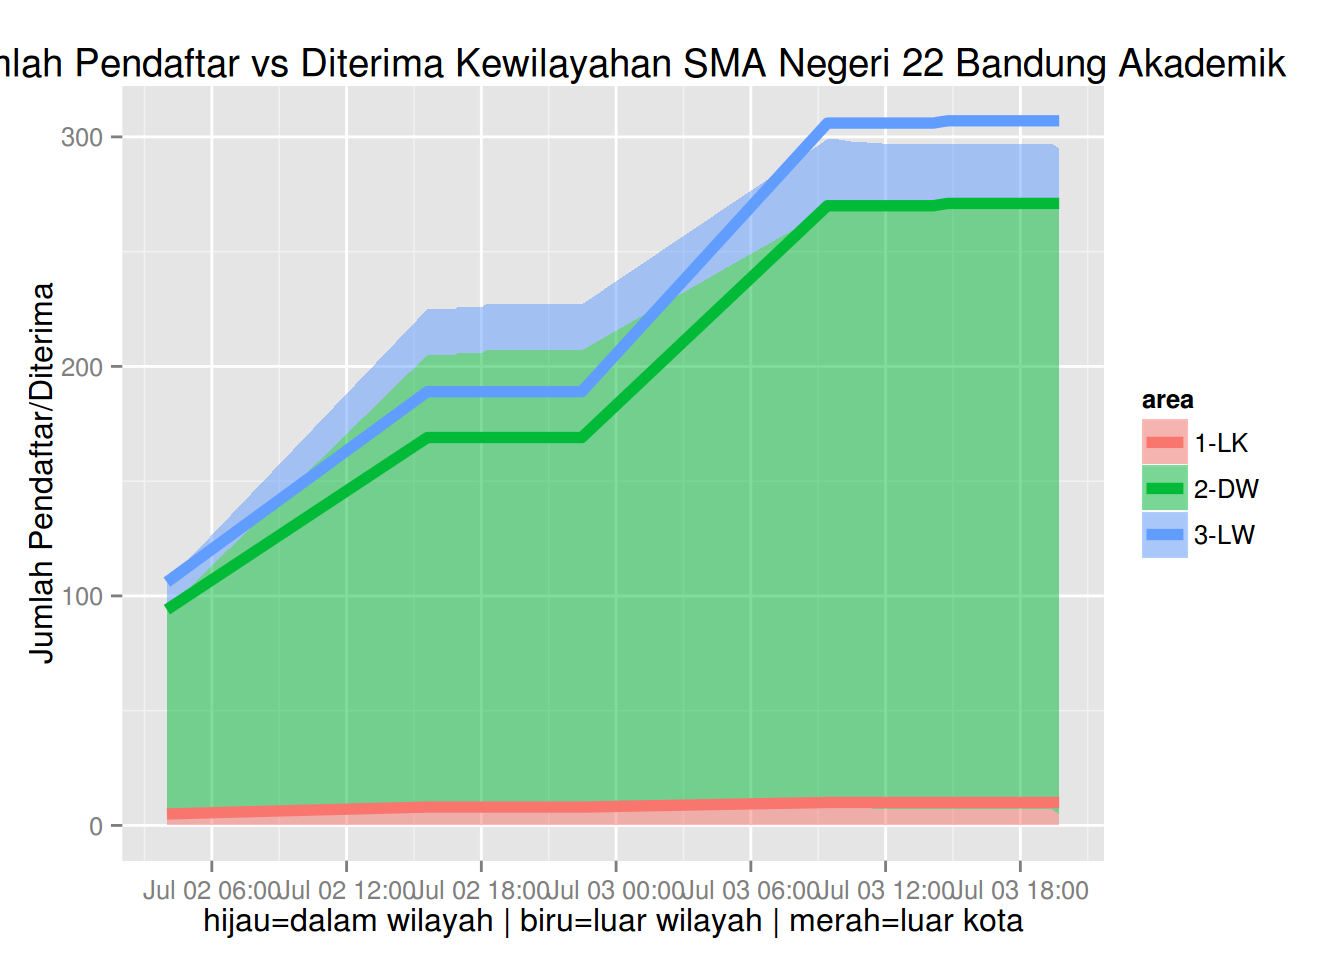 Pendaftar vs Diterima Kewilayahan SMA Negeri 22 Bandung Akademik
Jumlah Pendaftar/Diterima
300
200
100
0
Jul 02 06:00 Jul 02 12:00 Jul 02 18:00 Jul 03 00:00 Jul 03 06:00 Jul 03 12:00 Jul 03 18:00
hijau=dalam wilayah | biru=luar wilayah | merah=luar kota
area
1-LK
2-DW
3-LW